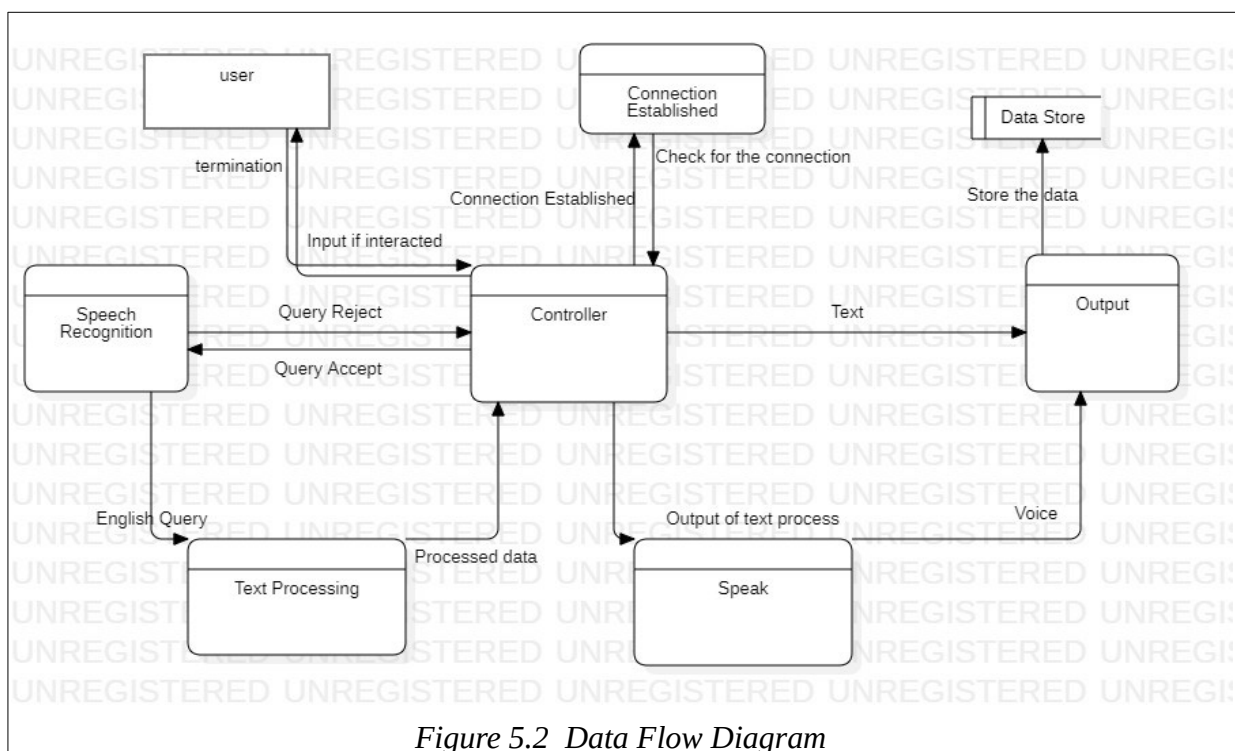 user
Connection
Established
Data Store
termination
Check for the connection
Connection Established
Store the data
Input if interacted
Speech
Recognition
Query Reject
Controller
Text
Output
Query Accept
English Query
Processed data
Output of text process
Voice
Text Processing
Speak
Figure 5.2 Data Flow Diagram
UNREGISTERED